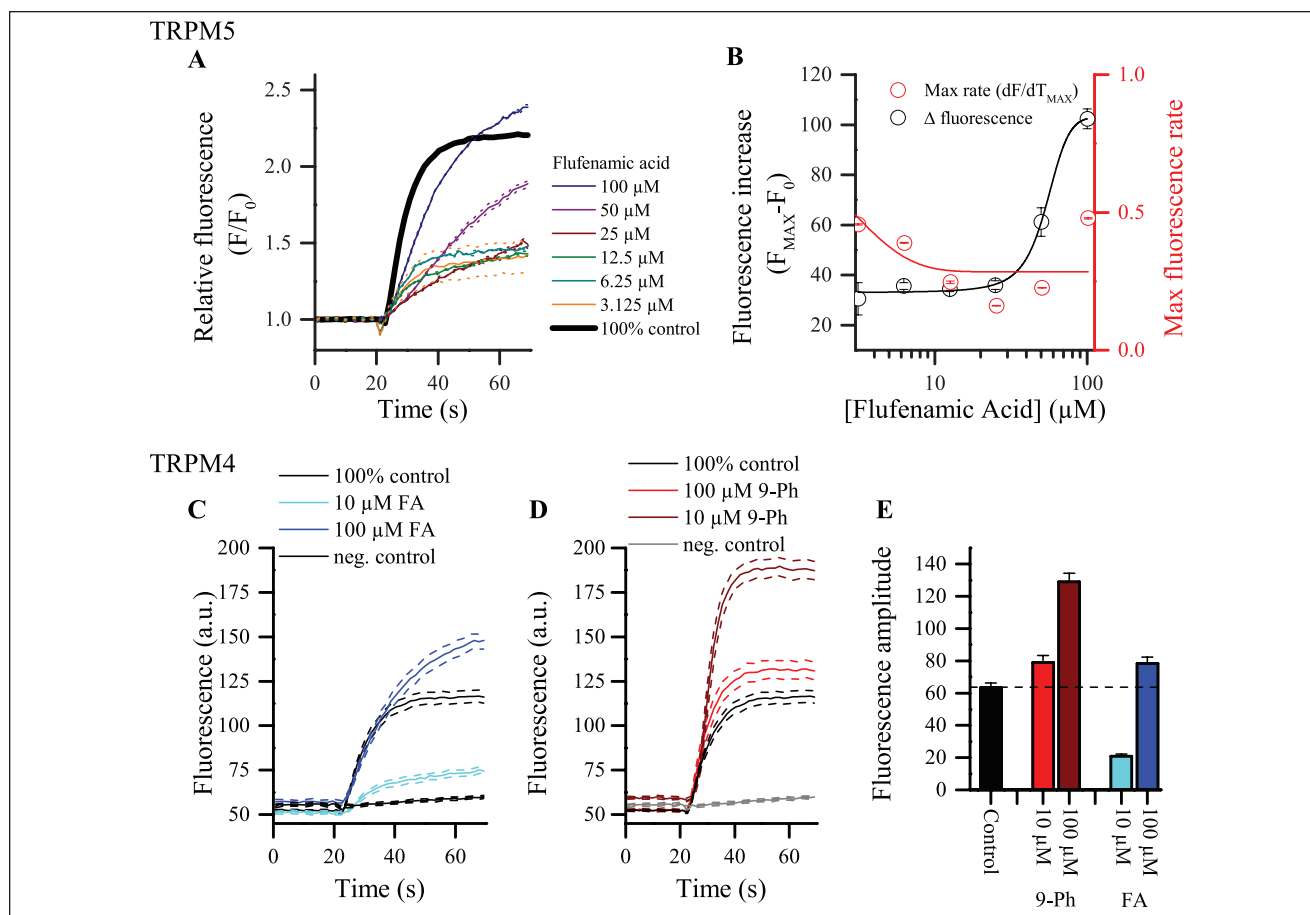 TRPM5
A
Relative fluorescence
(F/F0)
2.5
2.0
1.5
1.0
0
20
40
60
Time (s)
Flufenamic acid
100 µM
50 µM
25 µM
12.5 µM
6.25 µM
3.125 µM
100% control
B
Fluorescence increase
(FMAX-F0)
120
100
80
60
40
20
Max rate (dF/dTMAX)
Δ fluorescence
1.0
0.5
0.0
Max fluorescence rate
10
100
[Flufenamic Acid] (µM)
TRPM4
C
100% control
10 µM FA
100 µM FA
neg. control
Fluorescence (a.u.)
200
175
150
125
100
75
50
0
20
40
60
Time (s)
D
100% control
100 µM 9-Ph
10 µM 9-Ph
neg. control
Fluorescence (a.u.)
200
175
150
125
100
75
50
0
20
40
60
Time (s)
E
Fluorescence amplitude
140
120
100
80
60
40
20
0
Control
10 µM
100 µM
10 µM
100 µM
9-Ph
FA